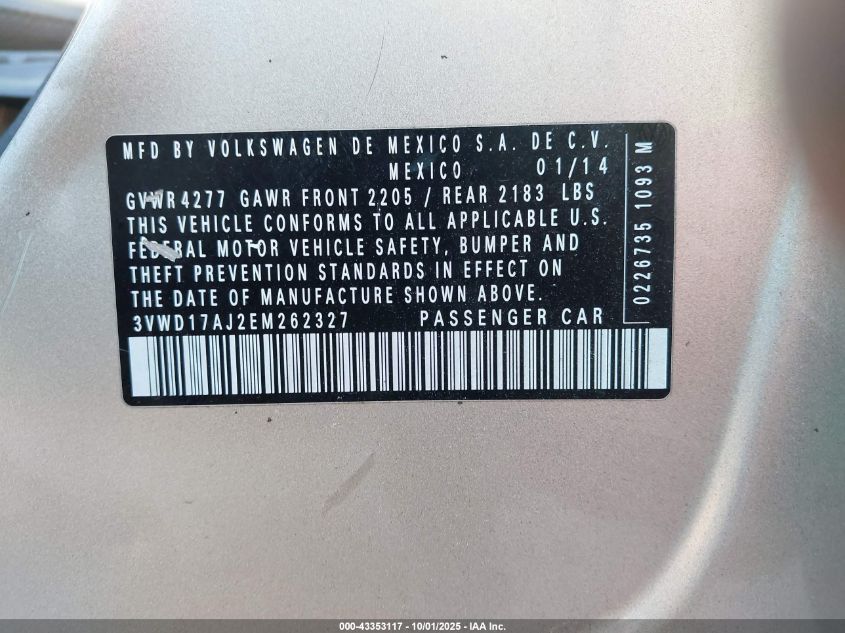 MFD BY VOLKSWAGEN DE MEXICO S.A. DE C.V.
MEXICO 01/14
GVWR4277 GAWR FRONT 2205 / REAR 2183 LBS
THIS VEHICLE CONFORMS TO ALL APPLICABLE U.S.
FEDERAL MOTOR VEHICLE SAFETY, BUMPER AND
THEFT PREVENTION STANDARDS IN EFFECT ON
THE DATE OF MANUFACTURE SHOWN ABOVE.
3VWD17AJ2EM262327 PASSENGER CAR
0226735 1093 M
000-43353117 - 10/01/2025 - IAA Inc.